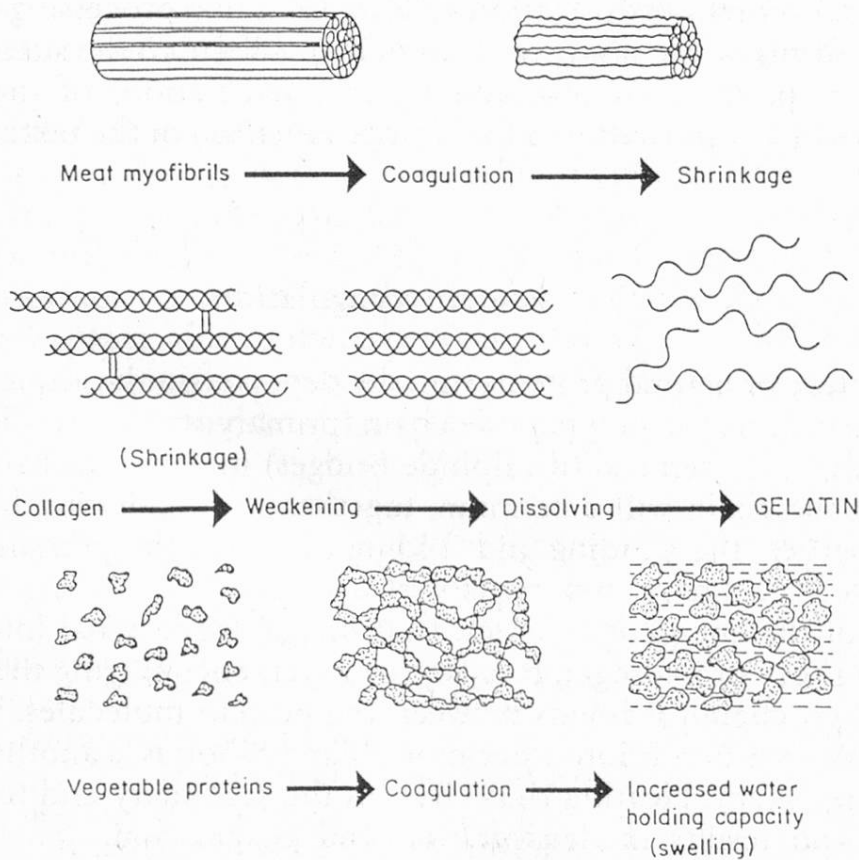 Meat myofibrils Coagulation Shrinkage
(Shrinkage)
Collagen Weakening Dissolving GELATIN
Vegetable proteins Coagulation Increased water
holding capacity
(swelling)